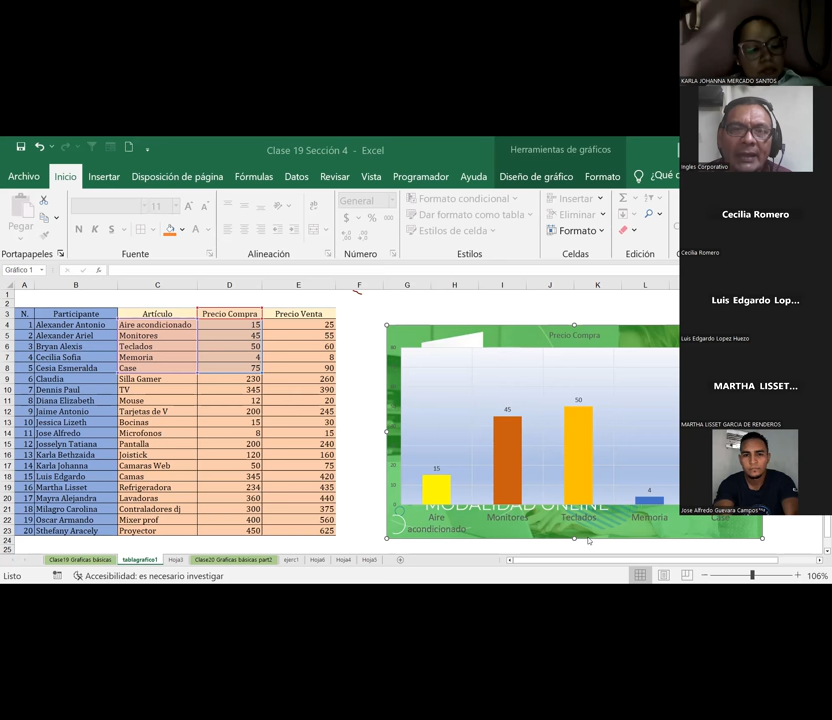 Clase 19 Sección 4 - Excel
Herramientas de gráficos
Archivo Inicio Insertar Disposición de página Fórmulas Datos Revisar Vista Programador Ayuda Diseño de gráfico Formato ¿Qué
Pegar
11
General
Formato condicional
Dar formato como tabla
Estilos de celda
Insertar
Eliminar
Formato
N K S
Portapapeles Fuente Alineación Número Estilos Celdas Edición
Gráfico 1
A B C D E F G H I J K L
N. Participante Artículo Precio Compra Precio Venta
1 Alexander Antonio Aire acondicionado 15 25
2 Alexander Ariel Monitores 45 55
3 Bryan Alexis Teclados 50 60
4 Cecilia Sofia Memoria 4 8
5 Cesia Esmeralda Case 75 90
6 Claudia Silla Gamer 230 260
7 Dennis Paul TV 345 390
8 Diana Elizabeth Mouse 12 20
9 Jaime Antonio Tarjetas de V 200 245
10 Jessica Lizeth Bocinas 15 30
11 Jose Alfredo Microfonos 8 15
12 Josselyn Tatiana Pantalla 200 240
13 Karla Bethzaida Joistick 120 160
14 Karla Johanna Camaras Web 50 75
15 Luis Edgardo Camas 345 420
16 Martha Lisset Refrigeradora 234 435
17 Mayra Alejandra Lavadoras 360 440
18 Milagro Carolina Contraladores dj 300 375
19 Oscar Armando Mixer prof 400 560
20 Sthefany Aracely Proyector 450 625
Precio Compra
15
45
50
4
MODALIDAD ONLINE
Aire acondicionado Monitores Teclados Memoria Case
Clase19 Graficas básicas tablagrafico1 Hoja3 Clase20 Graficas básicas part2 ejerc1 Hoja6 Hoja4 Hoja5
Listo Accesibilidad: es necesario investigar 106%
KARLA JOHANNA MERCADO SANTOS
Ingles Corporativo
Cecilia Romero
Cecilia Romero
Luis Edgardo Lop...
Luis Edgardo Lopez Huezo
MARTHA LISSET...
MARTHA LISSET GARCIA DE RENDEROS
Jose Alfredo Guevara Campos